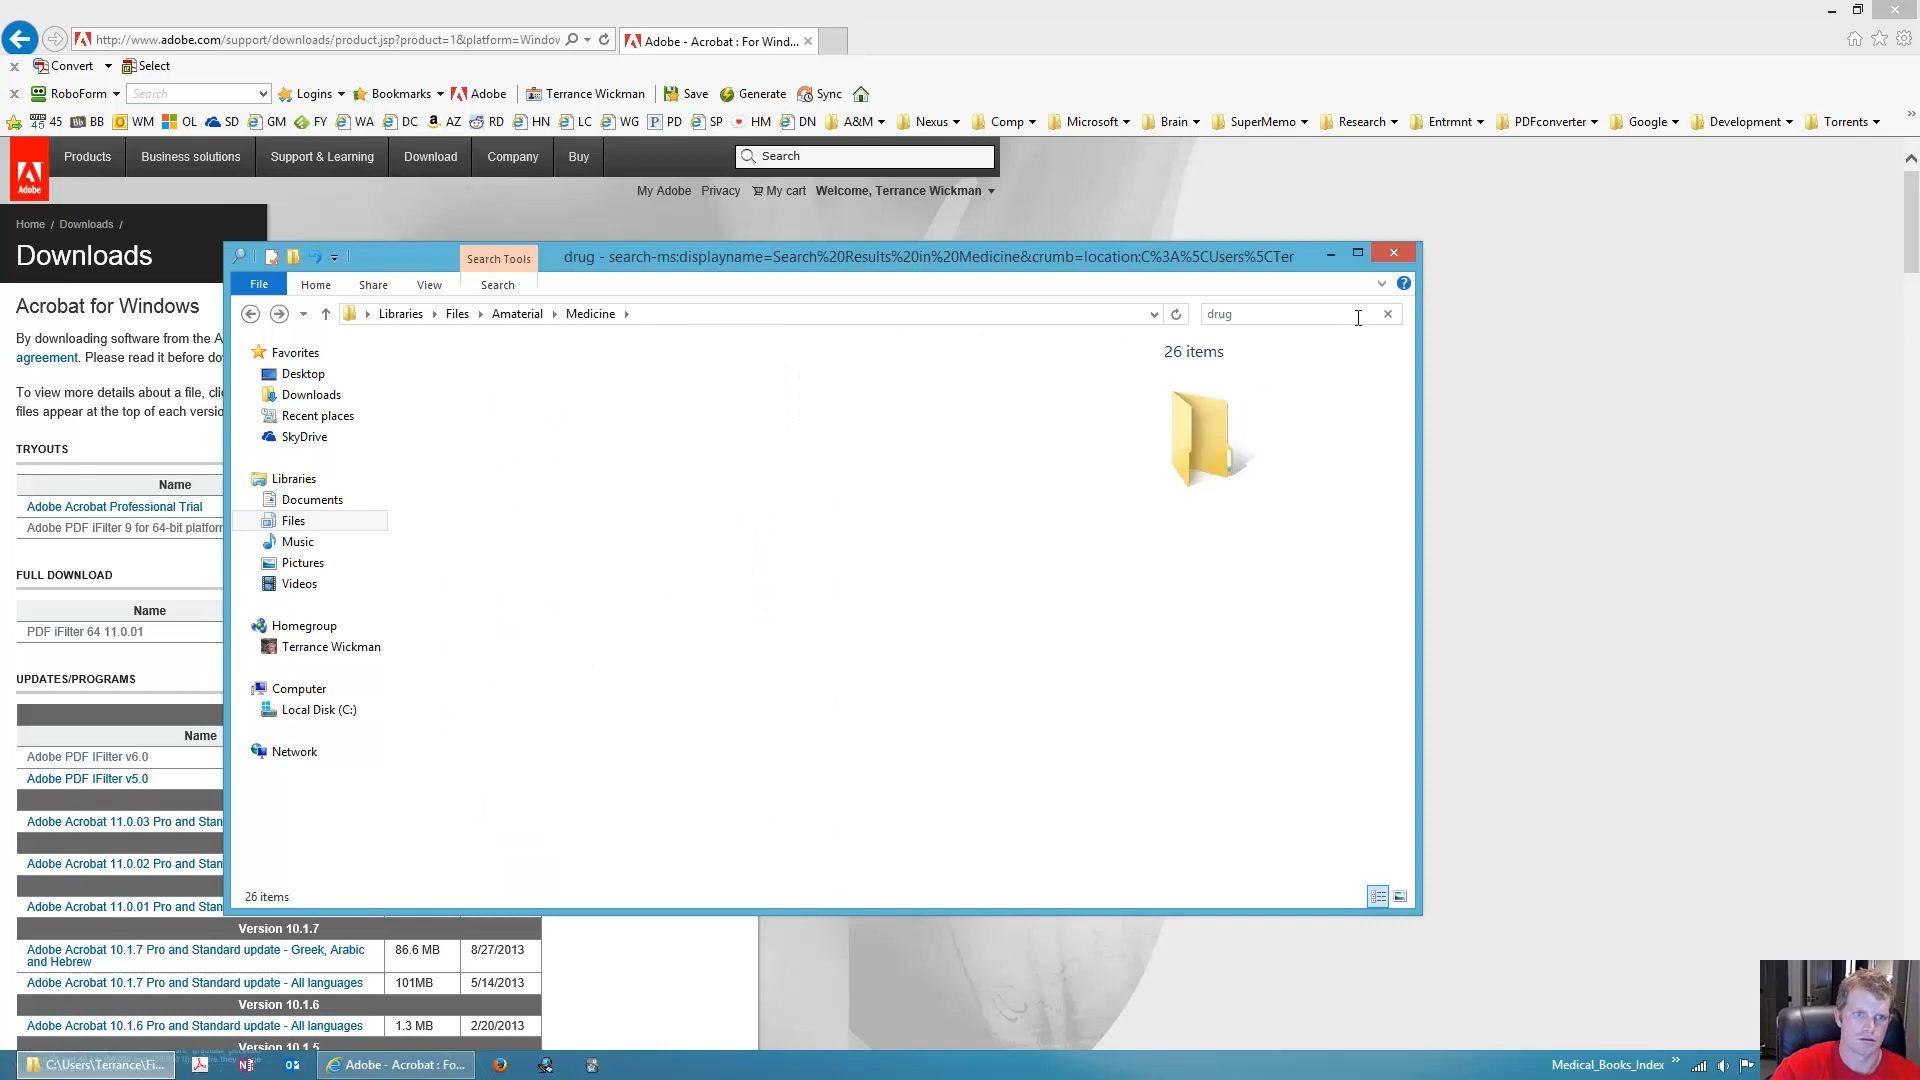 http://www.adobe.com/support/downloads/product.jsp?product=1&platform=Windov
Adobe - Acrobat : For Wind...
Convert
Select
RoboForm
Search
Logins
Bookmarks
Adobe
Terrance Wickman
Save
Generate
Sync
45 BB WM OL SD GM FY WA DC AZ RD HN LC WG PD SP HM DN A&M Nexus Comp Microsoft Brain SuperMemo Research Entrmnt PDFconverter Google Development Torrents
Adobe
Products
Business solutions
Support & Learning
Download
Company
Buy
Search
My Adobe
Privacy
My cart
Welcome, Terrance Wickman
Home / Downloads /
Downloads
Acrobat for Windows
By downloading software from the A
agreement. Please read it before do
To view more details about a file, clic
files appear at the top of each versio
TRYOUTS
Name
Adobe Acrobat Professional Trial
Adobe PDF iFilter 9 for 64-bit platforr
FULL DOWNLOAD
Name
PDF iFilter 64 11.0.01
UPDATES/PROGRAMS
Name
Adobe PDF IFilter v6.0
Adobe PDF IFilter v5.0
Adobe Acrobat 11.0.03 Pro and Stan
Adobe Acrobat 11.0.02 Pro and Stan
Adobe Acrobat 11.0.01 Pro and Stan
Version 10.1.7
Adobe Acrobat 10.1.7 Pro and Standard update - Greek, Arabic
and Hebrew
86.6 MB
8/27/2013
Adobe Acrobat 10.1.7 Pro and Standard update - All languages
101MB
5/14/2013
Version 10.1.6
Adobe Acrobat 10.1.6 Pro and Standard update - All languages
1.3 MB
2/20/2013
Version 10.1.5
Search Tools
drug - search-ms:displayname=Search%20Results%20in%20Medicine&crumb=location:C%3A%5CUsers%5CTer
File
Home
Share
View
Search
Libraries
Files
Amaterial
Medicine
drug
Favorites
Desktop
Downloads
Recent places
SkyDrive
Libraries
Documents
Files
Music
Pictures
Videos
Homegroup
Terrance Wickman
Computer
Local Disk (C:)
Network
26 items
26 items
C:\Users\Terrance\Fi...
Adobe - Acrobat : Fo...
Medical_Books_Index